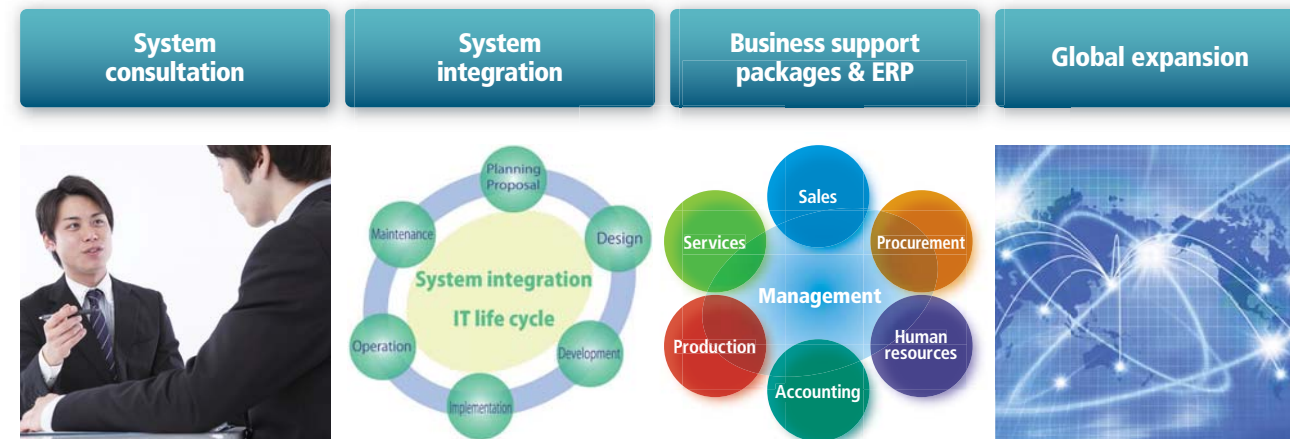 System
consultation
System
integration
Business support
packages & ERP
Global expansion
Planning
Proposal
Design
Development
Implementation
Operation
Maintenance
System integration
IT life cycle
Sales
Procurement
Human
resources
Accounting
Production
Services
Management